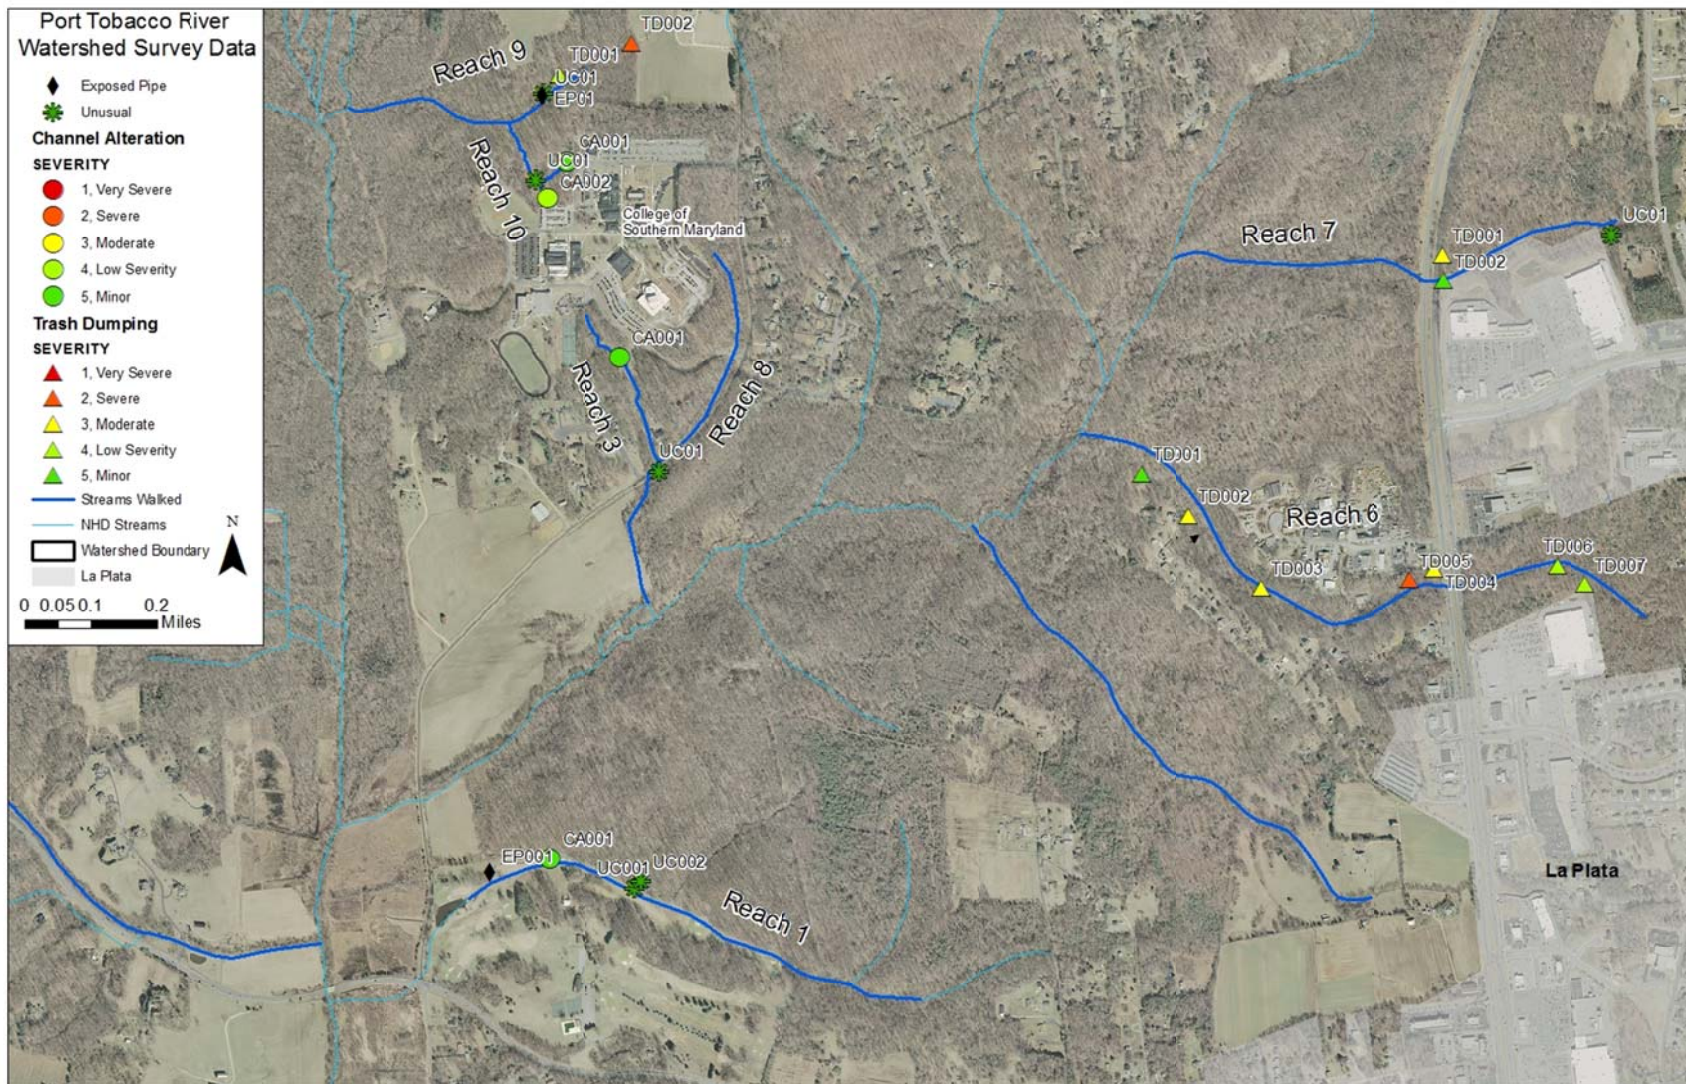 Port Tobacco River
Watershed Survey Data
Exposed Pipe
Unusual
Channel Alteration
SEVERITY
1, Very Severe
2, Severe
3, Moderate
4, Low Severity
5, Minor
Trash Dumping
SEVERITY
1, Very Severe
2, Severe
3, Moderate
4, Low Severity
5, Minor
Streams Walked
NHD Streams
Watershed Boundary
La Plata
N
0 0.05 0.1 0.2
Miles
TD002
Reach 9
TD001
UC01
EP01
CA001
UC01
CA002
Reach 10
College of
Southern Maryland
CA001
Reach 3
Reach 8
UC01
Reach 7
UC01
TD001
TD002
TD001
TD002
Reach 6
TD003
TD005
TD004
TD006
TD007
CA001
EP001
UC001
UC002
Reach 1
La Plata